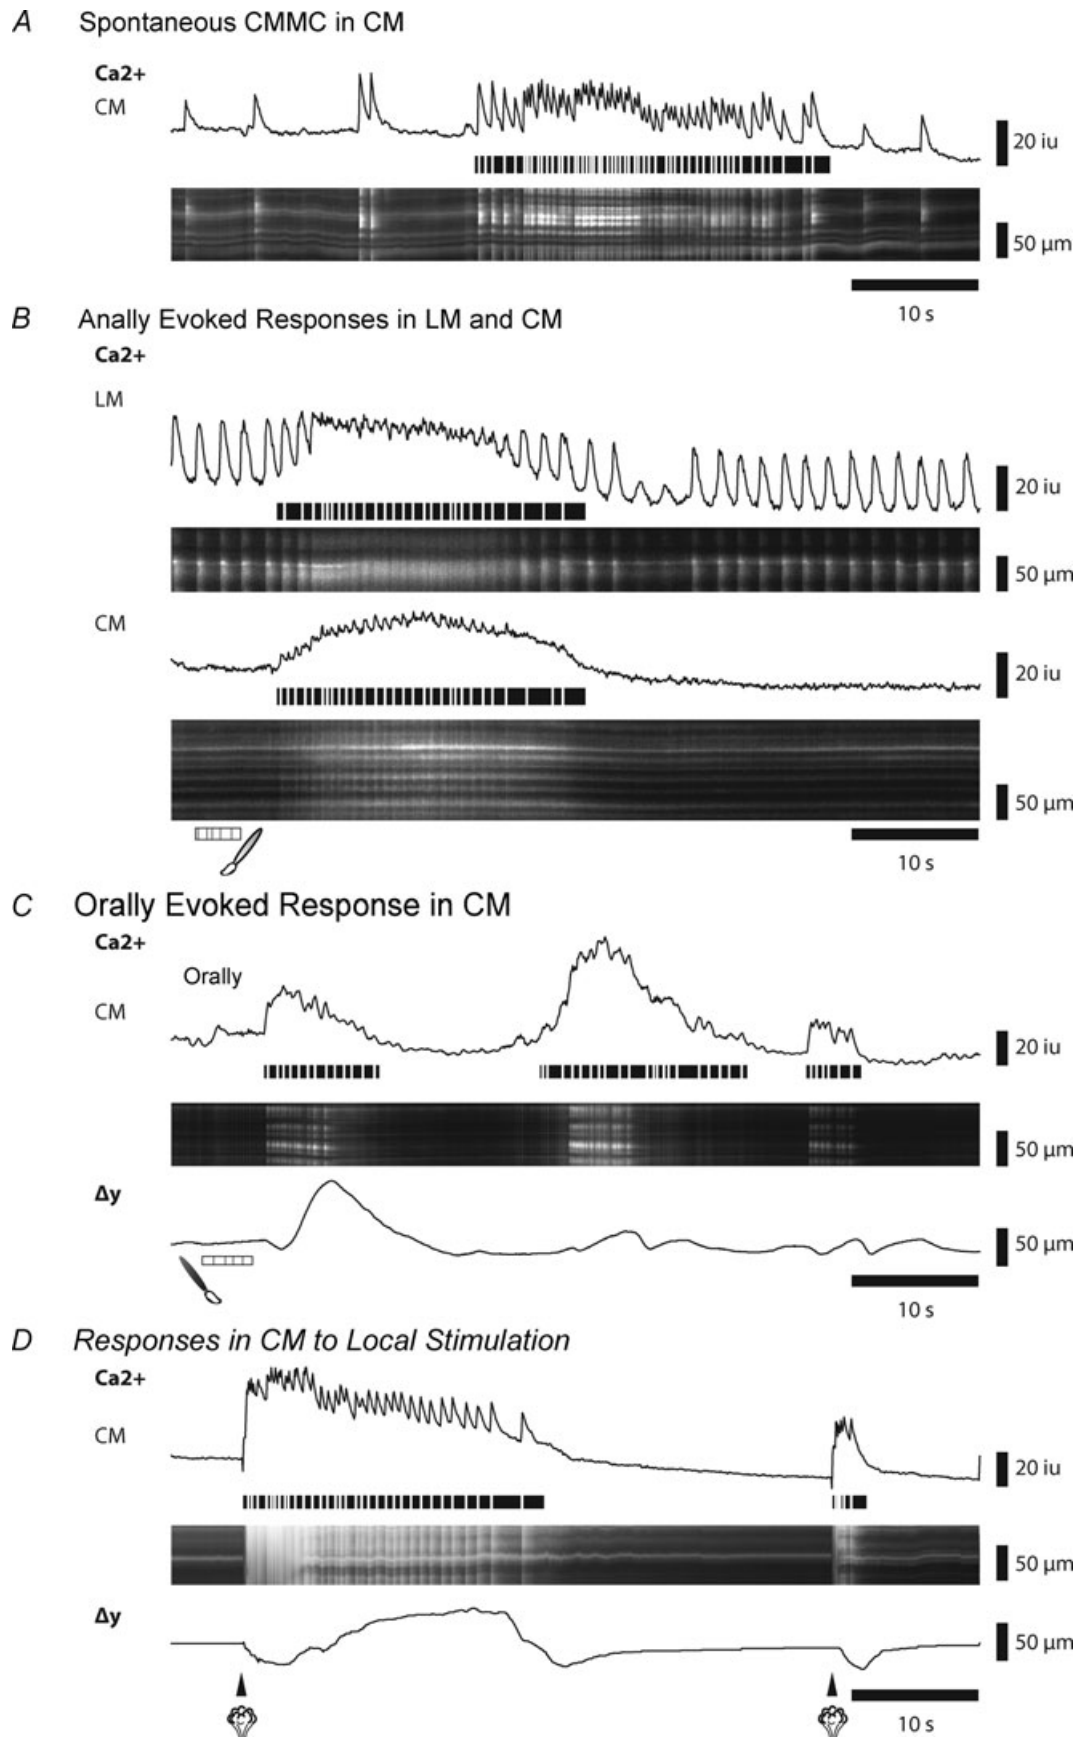 A Spontaneous CMMC in CM
Ca2+
CM
20 iu
50 µm
10 s
B Anally Evoked Responses in LM and CM
Ca2+
LM
20 iu
50 µm
CM
20 iu
50 µm
10 s
C Orally Evoked Response in CM
Ca2+
Orally
CM
20 iu
50 µm
Δy
50 µm
10 s
D Responses in CM to Local Stimulation
Ca2+
CM
20 iu
50 µm
Δy
50 µm
10 s